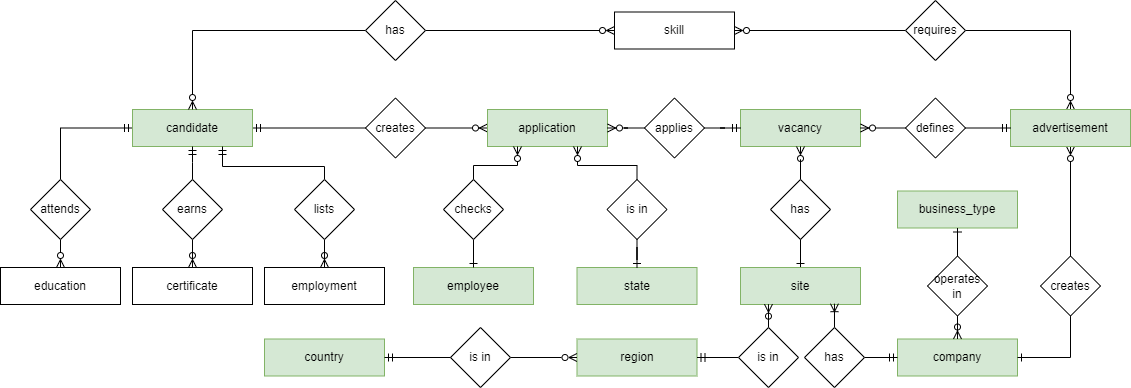 has
skill
requires
candidate
creates
application
applies
vacancy
defines
advertisement
attends
earns
lists
checks
is in
has
business_type
education
certificate
employment
employee
state
site
operates
in
creates
country
is in
region
is in
has
company